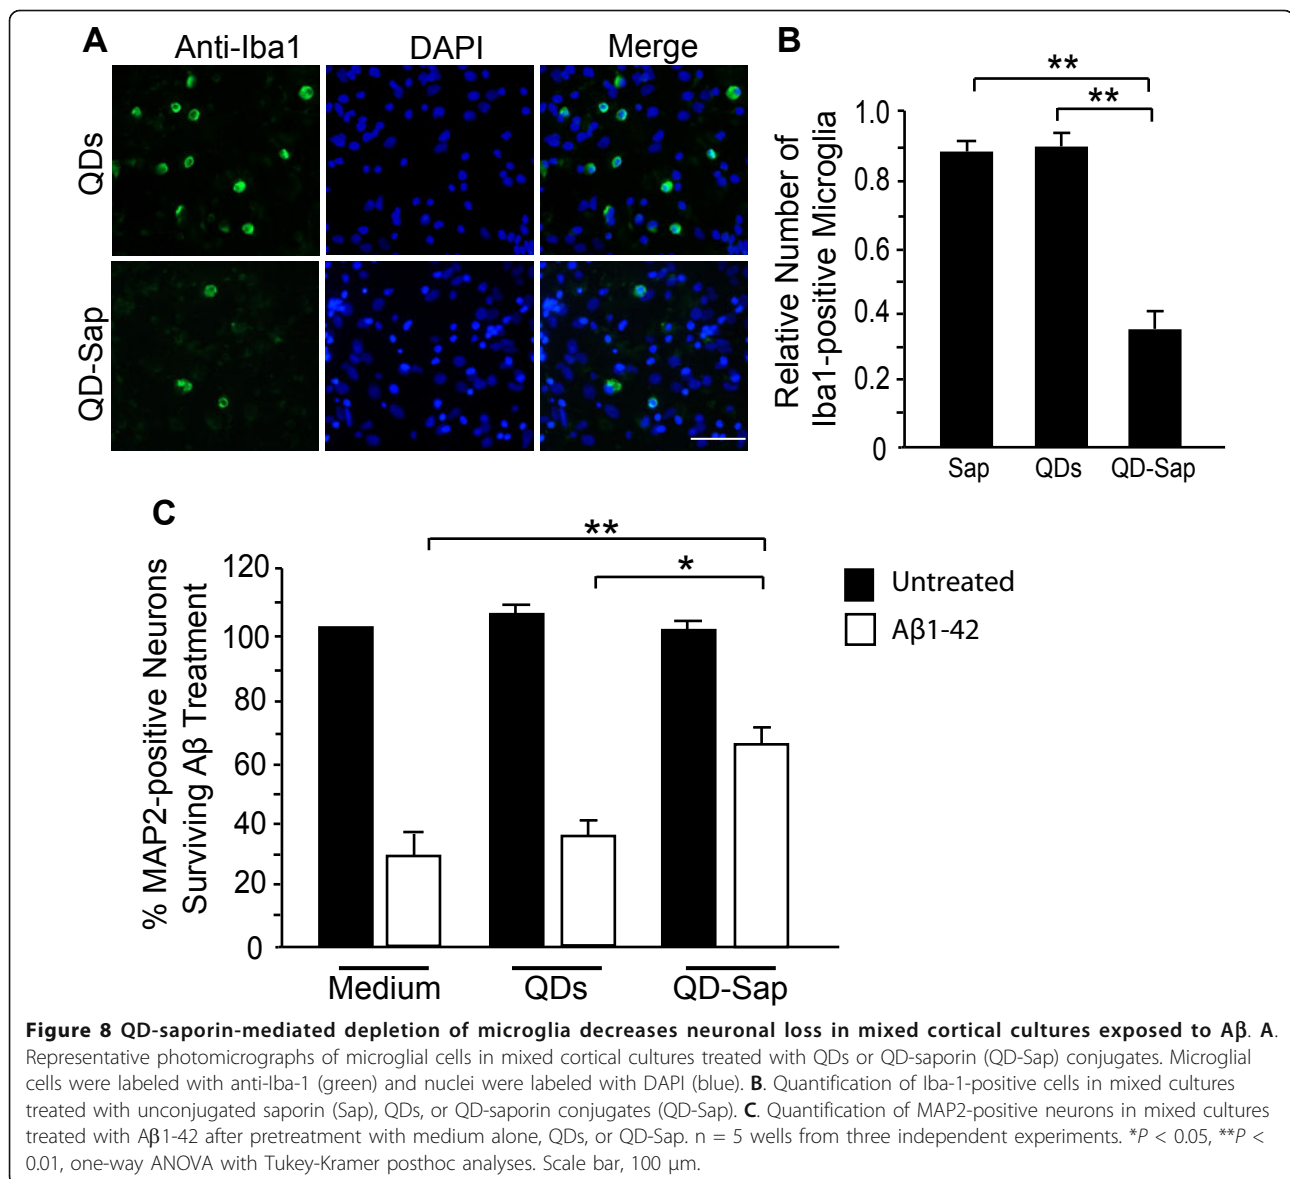 A
Anti-Iba1 DAPI Merge
QDs
QD-Sap
B
** 
**
Relative Number of
Iba1-positive Microglia
1.0
0.8
0.6
0.4
0.2
0
Sap QDs QD-Sap
C
**
*
% MAP2-positive Neurons
Surviving Aβ Treatment
120
100
80
60
40
20
0
Medium QDs QD-Sap
Untreated
Aβ1-42
Figure 8 QD-saporin-mediated depletion of microglia decreases neuronal loss in mixed cortical cultures exposed to Aβ. A.
Representative photomicrographs of microglial cells in mixed cortical cultures treated with QDs or QD-saporin (QD-Sap) conjugates. Microglial
cells were labeled with anti-Iba-1 (green) and nuclei were labeled with DAPI (blue). B. Quantification of Iba-1-positive cells in mixed cultures
treated with unconjugated saporin (Sap), QDs, or QD-saporin conjugates (QD-Sap). C. Quantification of MAP2-positive neurons in mixed cultures
treated with Aβ1-42 after pretreatment with medium alone, QDs, or QD-Sap. n = 5 wells from three independent experiments. *P < 0.05, **P <
0.01, one-way ANOVA with Tukey-Kramer posthoc analyses. Scale bar, 100 μm.